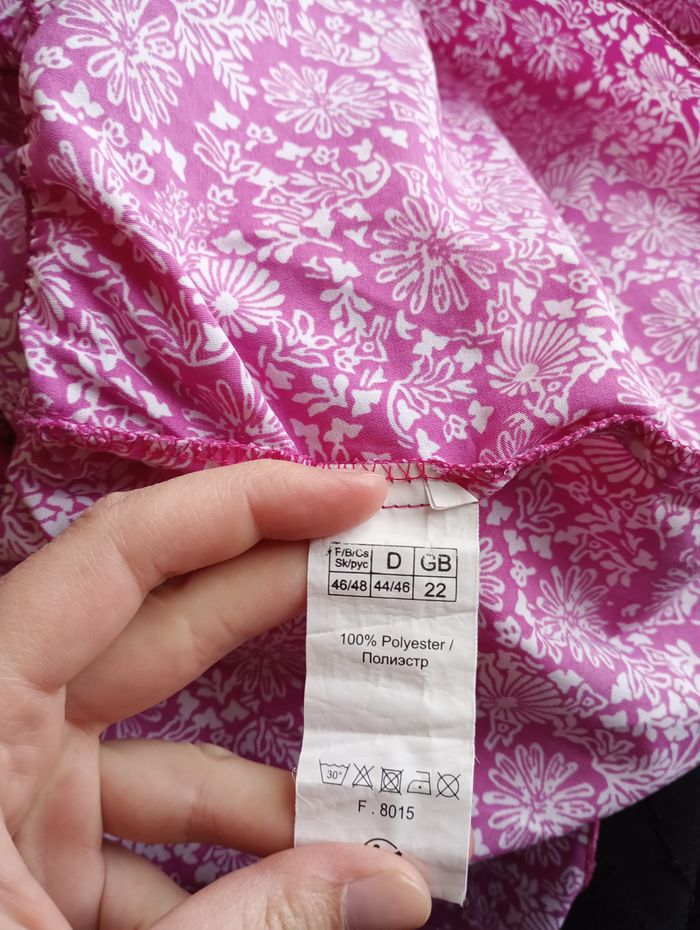 F/B/Cs Sk/рус D GB
46/48 44/46 22
100% Polyester /
Полиэстр
30°
F . 8015